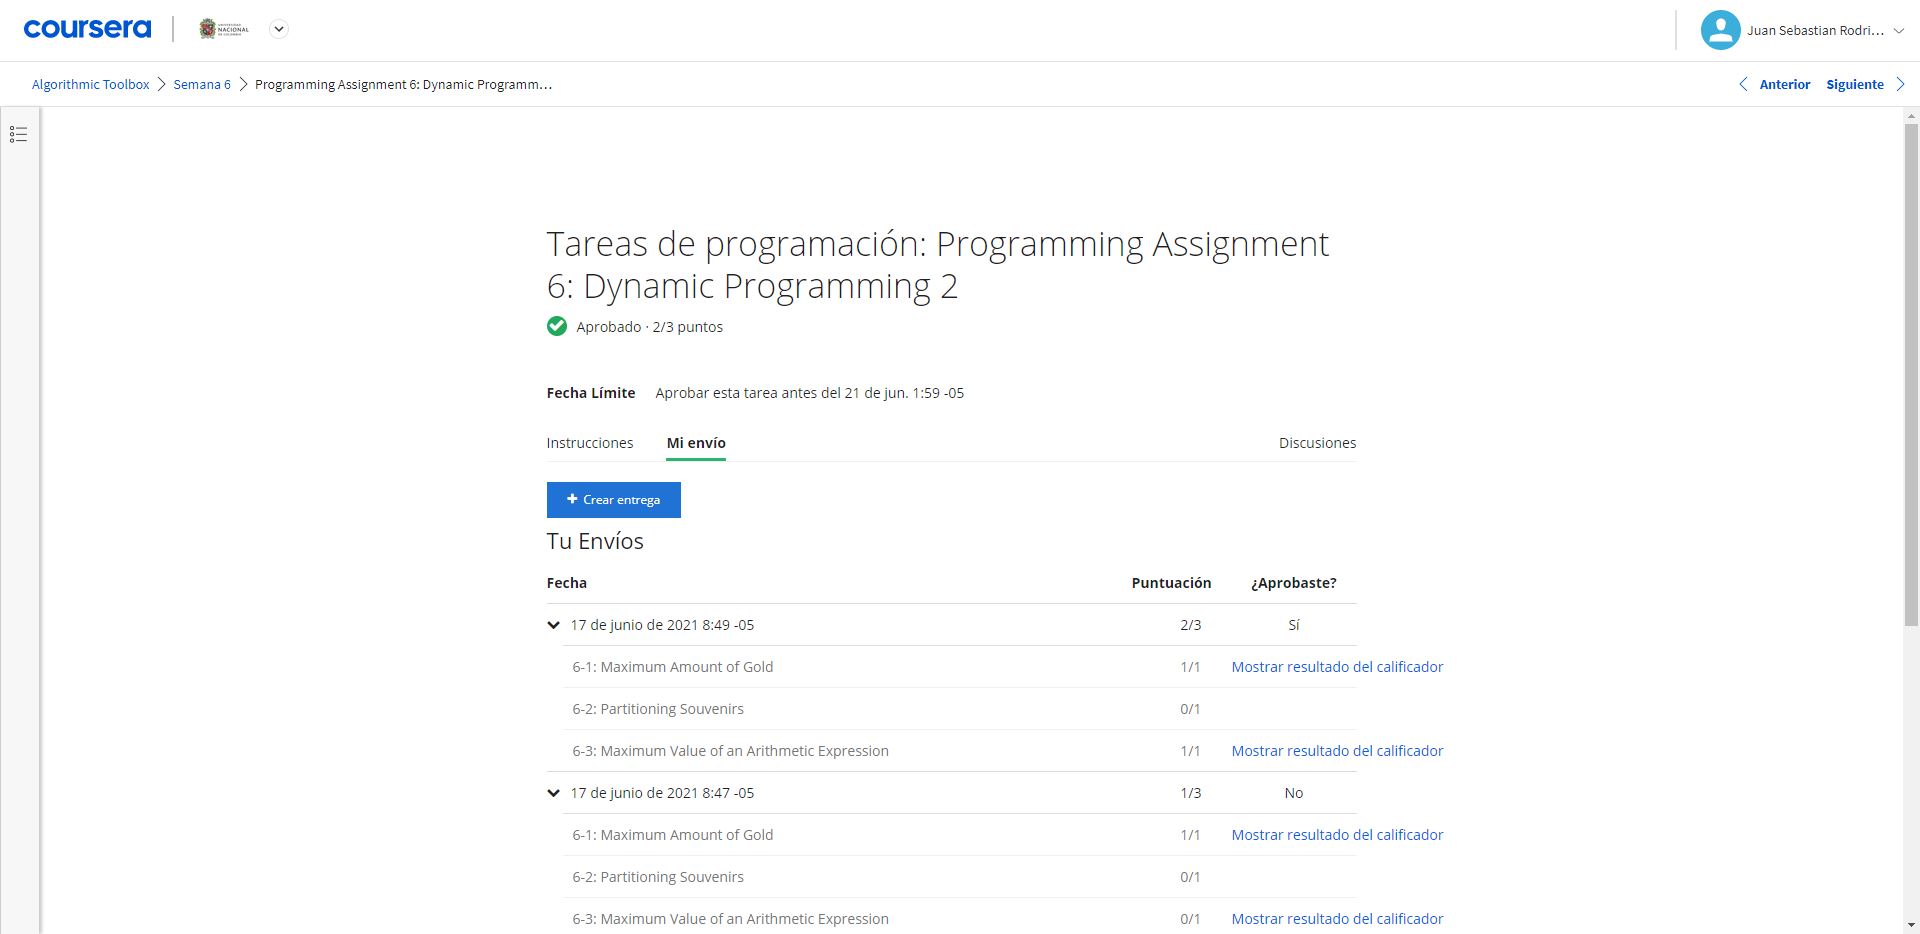 coursera
UNIVERSIDAD
NACIONAL
DE COLOMBIA
Juan Sebastian Rodri...
Algorithmic Toolbox Semana 6 Programming Assignment 6: Dynamic Programm...
Anterior Siguiente
Tareas de programación: Programming Assignment
6: Dynamic Programming 2
Aprobado · 2/3 puntos
Fecha Límite Aprobar esta tarea antes del 21 de jun. 1:59 -05
Instrucciones Mi envío Discusiones
+ Crear entrega
Tu Envíos
Fecha Puntuación ¿Aprobaste?
17 de junio de 2021 8:49 -05 2/3 Sí
6-1: Maximum Amount of Gold 1/1 Mostrar resultado del calificador
6-2: Partitioning Souvenirs 0/1
6-3: Maximum Value of an Arithmetic Expression 1/1 Mostrar resultado del calificador
17 de junio de 2021 8:47 -05 1/3 No
6-1: Maximum Amount of Gold 1/1 Mostrar resultado del calificador
6-2: Partitioning Souvenirs 0/1
6-3: Maximum Value of an Arithmetic Expression 0/1 Mostrar resultado del calificador